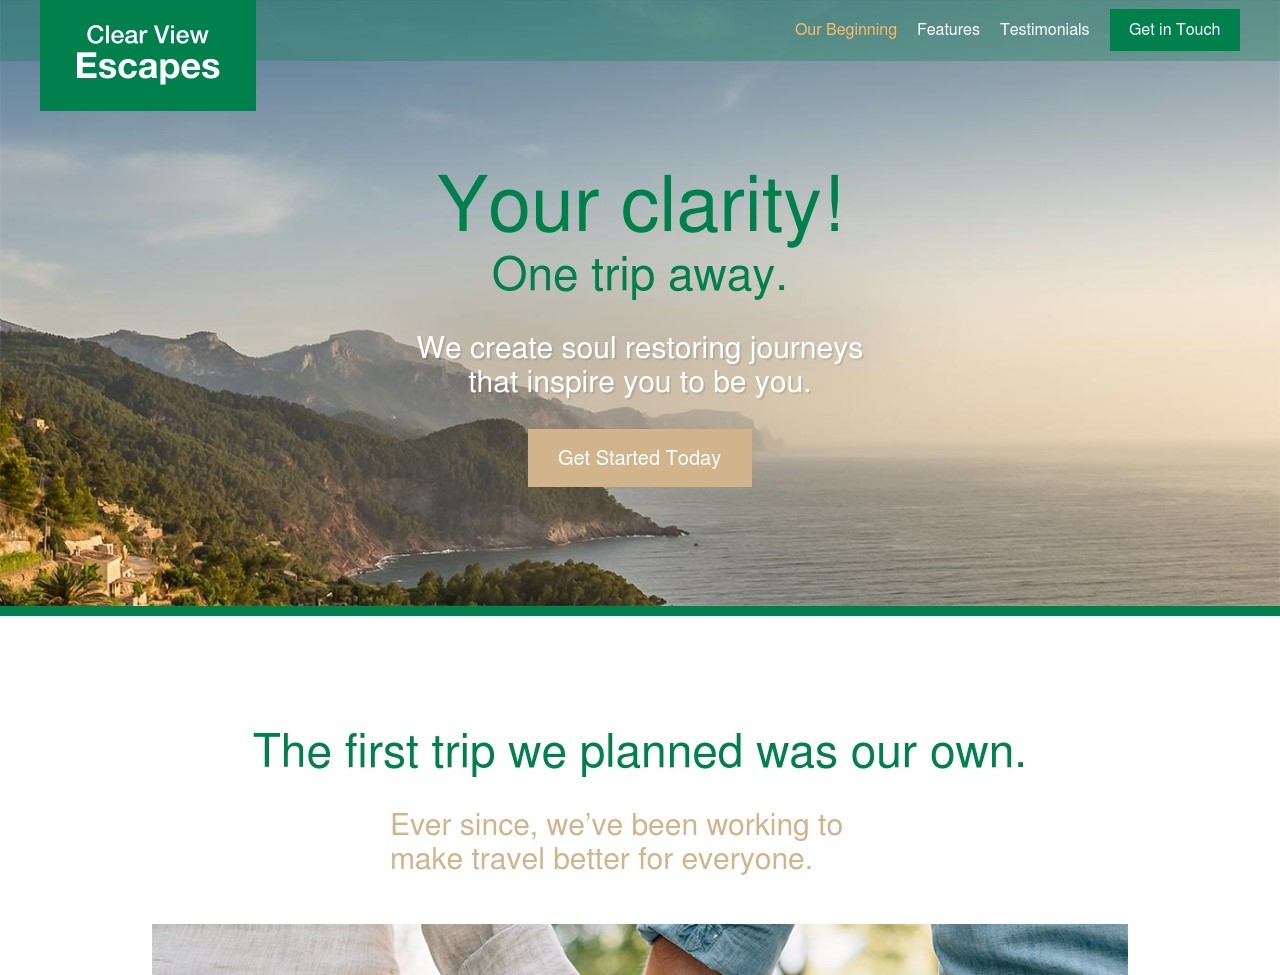 Clear View
Escapes
Our Beginning
Features
Testimonials
Get in Touch
Your clarity!
One trip away.
We create soul restoring journeys
that inspire you to be you.
Get Started Today
The first trip we planned was our own.
Ever since, we’ve been working to
make travel better for everyone.